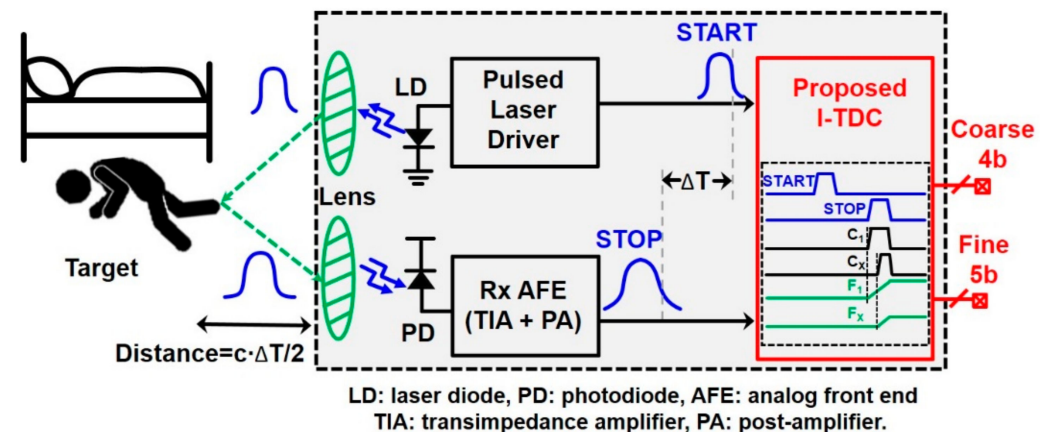 START
LD
Pulsed
Laser
Driver
Proposed
I-TDC
Coarse
4b
Lens
ΔT
START
STOP
C1
CX
F1
FX
Target
STOP
Fine
5b
PD
Rx AFE
(TIA + PA)
Distance=c·ΔT/2
LD: laser diode, PD: photodiode, AFE: analog front end
TIA: transimpedance amplifier, PA: post-amplifier.